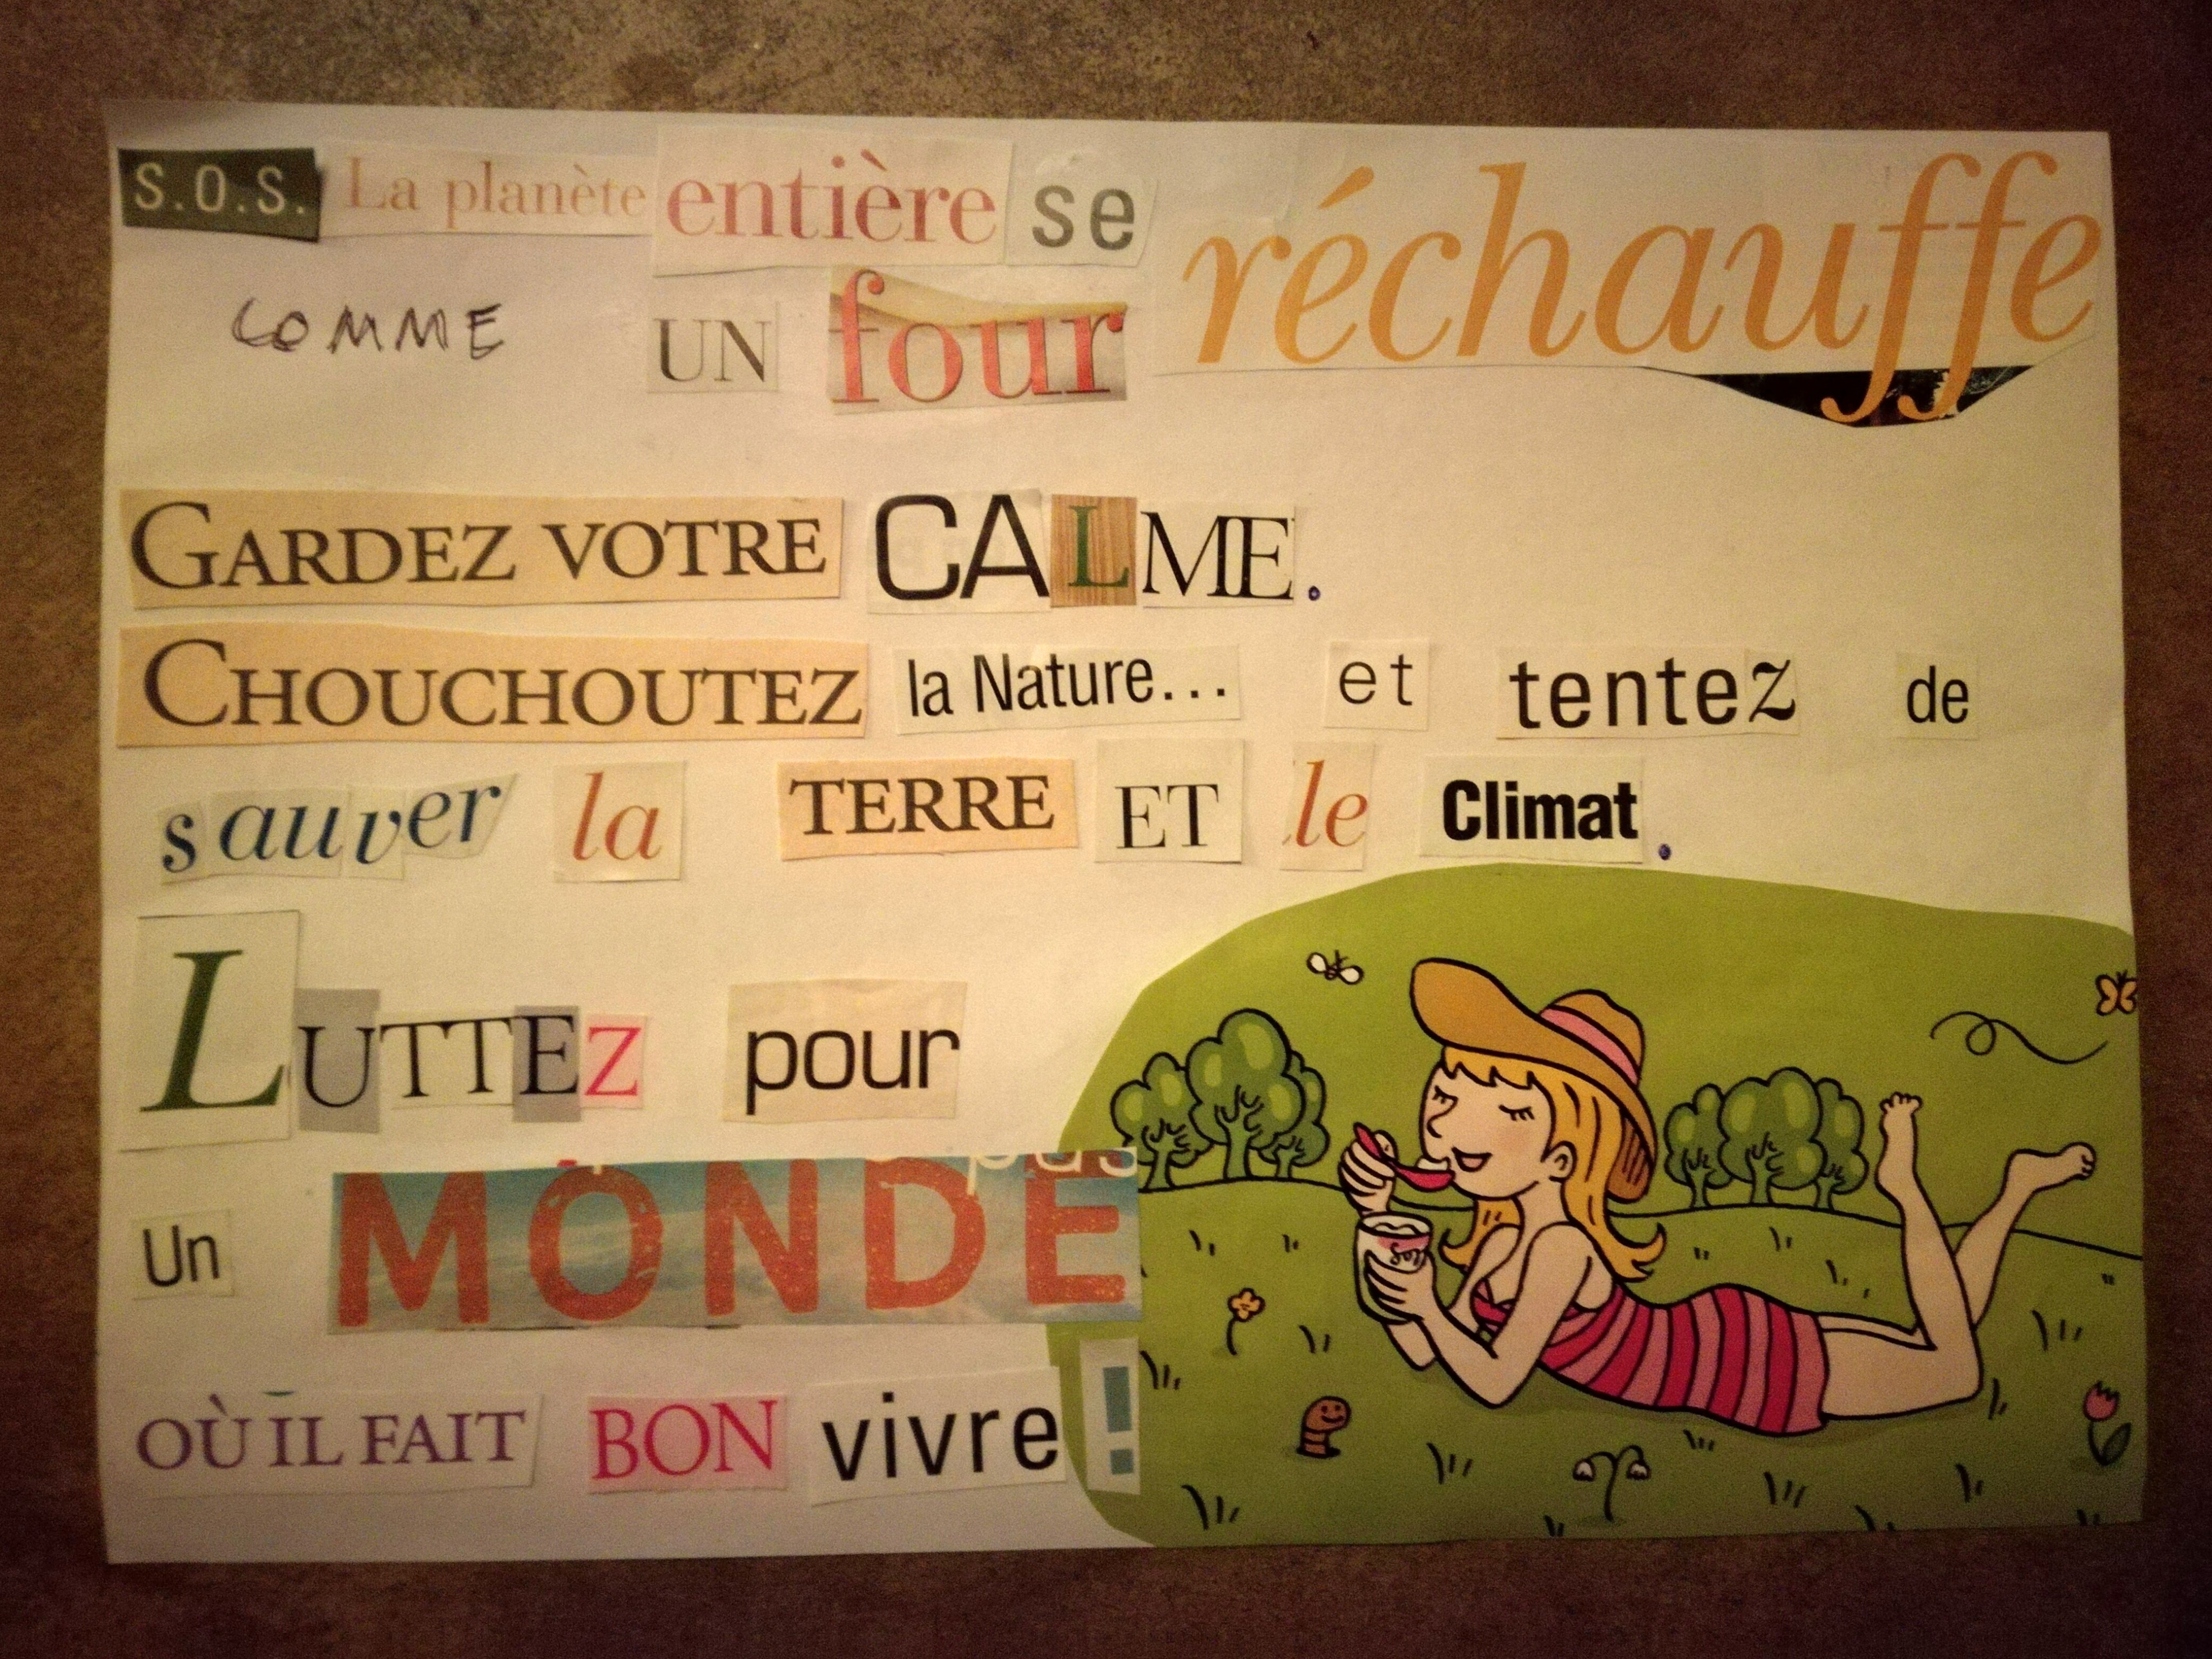 S.O.S. La planète entière se réchauffe
COMME UN four
GARDEZ VOTRE CALME.
CHOUCHOUTEZ la Nature... et tentez de
sauver la TERRE ET le Climat.
LUTTEZ pour
Un MONDE
OÙ IL FAIT BON vivre !